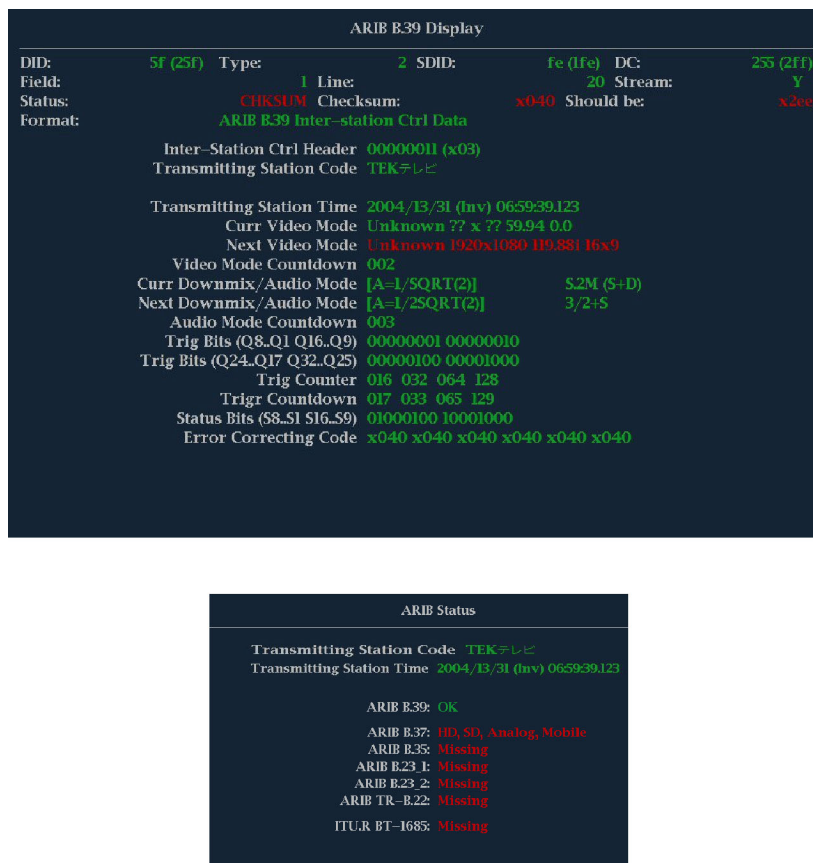 ARIB B.39 Display
DID: 5f (25f) Type: 2 SDID: fe (1fe) DC: 255 (2ff)
Field: 1 Line: 20 Stream: Y
Status: CHKSUM Checksum: x040 Should be: x2ee
Format: ARIB B.39 Inter-station Ctrl Data
Inter-Station Ctrl Header 00000011 (x03)
Transmitting Station Code TEKテレビ
Transmitting Station Time 2004/13/31 (Inv) 06:59:39.123
Curr Video Mode Unknown ?? x ?? 59.94 0.0
Next Video Mode Unknown 1920x1080 119.88i 16x9
Video Mode Countdown 002
Curr Downmix/Audio Mode [A=1/SQRT(2)] S.2M (S+D)
Next Downmix/Audio Mode [A=1/2SQRT(2)] 3/2+S
Audio Mode Countdown 003
Trig Bits (Q8..Q1 Q16..Q9) 00000001 00000010
Trig Bits (Q24..Q17 Q32..Q25) 00000100 00001000
Trig Counter 016 032 064 128
Trigr Countdown 017 033 065 129
Status Bits (S8..S1 S16..S9) 01000100 10001000
Error Correcting Code x040 x040 x040 x040 x040 x040
ARIB Status
Transmitting Station Code TEKテレビ
Transmitting Station Time 2004/13/31 (Inv) 06:59:39.123
ARIB B.39: OK
ARIB B.37: HD, SD, Analog, Mobile
ARIB B.35: Missing
ARIB B.23_1: Missing
ARIB B.23_2: Missing
ARIB TR-B.22: Missing
ITU.R BT-1685: Missing